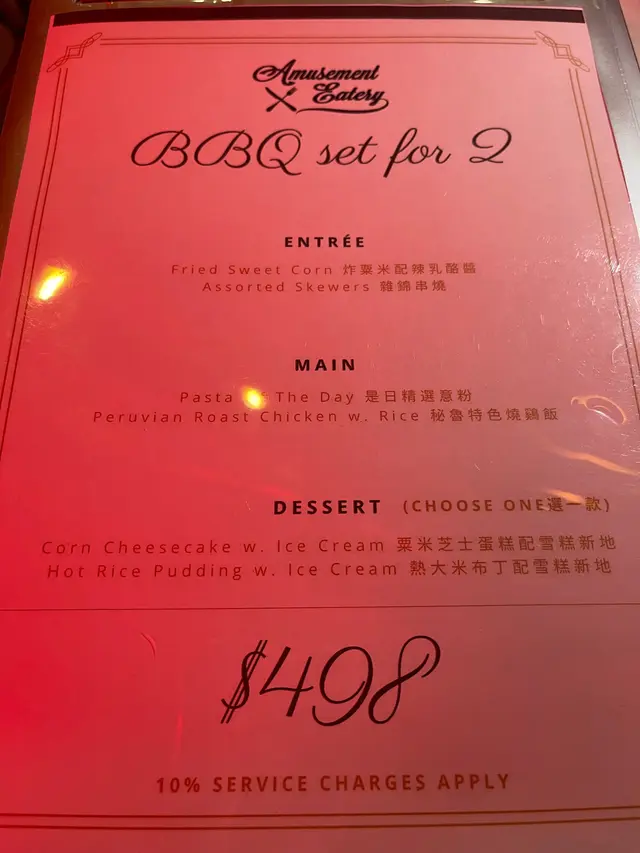 Amusement
Eatery
BBQ set for 2
ENTRÉE
Fried Sweet Corn 炸粟米配辣乳酪醬
Assorted Skewers 雜錦串燒
MAIN
Pasta The Day 是日精選意粉
Peruvian Roast Chicken w. Rice 秘魯特色燒鷄飯
DESSERT (CHOOSE ONE選一款)
Corn Cheesecake w. Ice Cream 粟米芝士蛋糕配雪糕新地
Hot Rice Pudding w. Ice Cream 熱大米布丁配雪糕新地
$498
10% SERVICE CHARGES APPLY